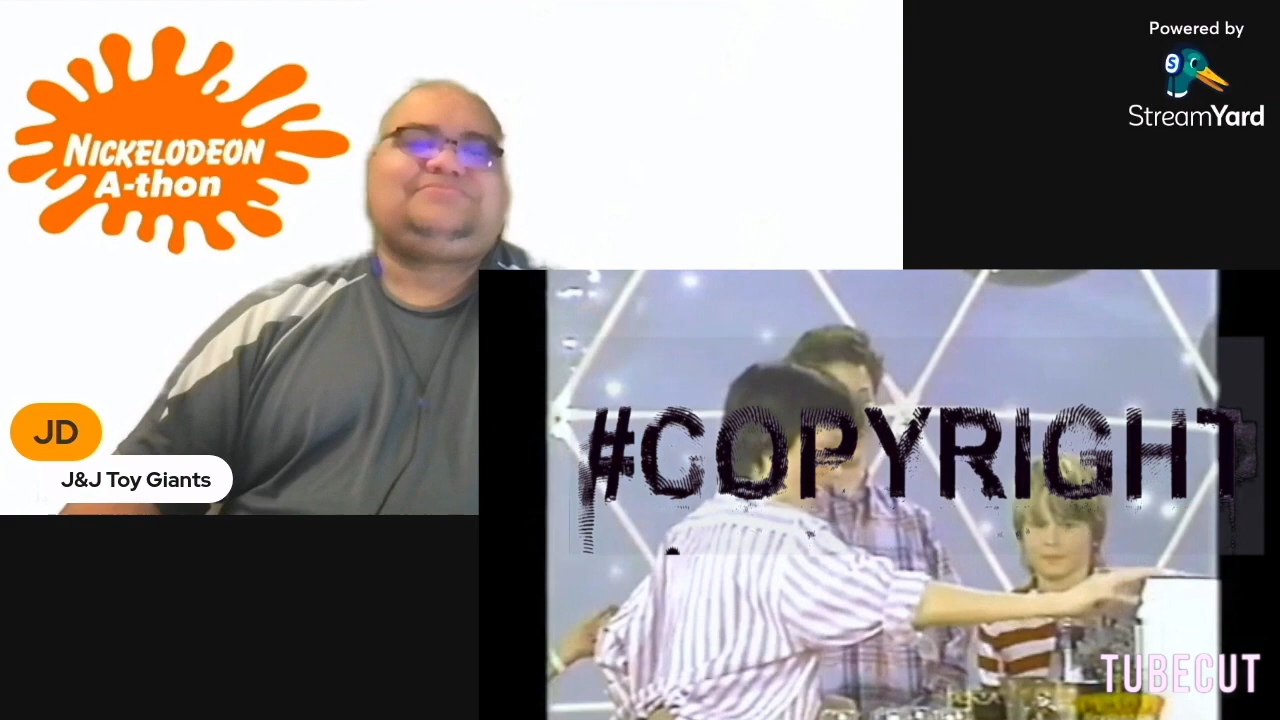 Powered by
StreamYard
NICKELODEON
A-thon
JD
J&J Toy Giants
#COPYRIGHT
TUBECUT